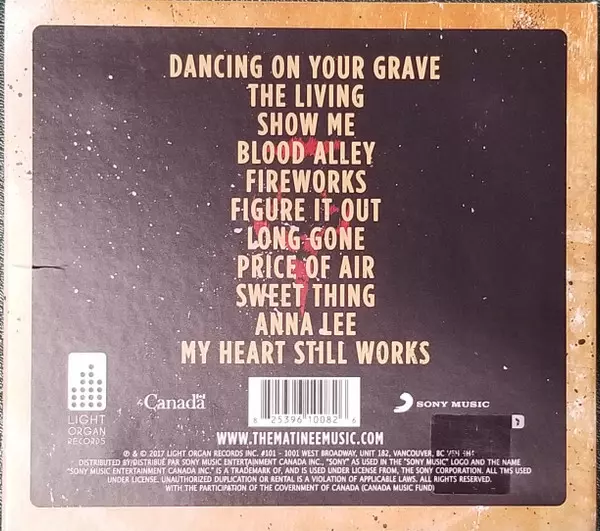 DANCING ON YOUR GRAVE
THE LIVING
SHOW ME
BLOOD ALLEY
FIREWORKS
FIGURE IT OUT
LONG GONE
PRICE OF AIR
SWEET THING
ANNA LEE
MY HEART STILL WORKS
LIGHT
ORGAN
RECORDS
Canada
8 25396 10082 6
SONY MUSIC
WWW.THEMATINEEMUSIC.COM
℗ & © 2017 LIGHT ORGAN RECORDS INC. #101 - 1001 WEST BROADWAY, UNIT 182, VANCOUVER, BC
DISTRIBUTED BY/DISTRIBUÉ PAR SONY MUSIC ENTERTAINMENT CANADA INC., "SONY" AS USED IN THE "SONY MUSIC" LOGO AND THE NAME
"SONY MUSIC ENTERTAINMENT CANADA INC." IS A TRADEMARK OF, AND IS USED UNDER LICENSE FROM, THE SONY CORPORATION. ALL TMS USED
UNDER LICENSE. UNAUTHORIZED DUPLICATION OR RENTAL IS A VIOLATION OF APPLICABLE LAWS. ALL RIGHTS RESERVED.
WITH THE PARTICIPATION OF THE GOVERNMENT OF CANADA (CANADA MUSIC FUND)